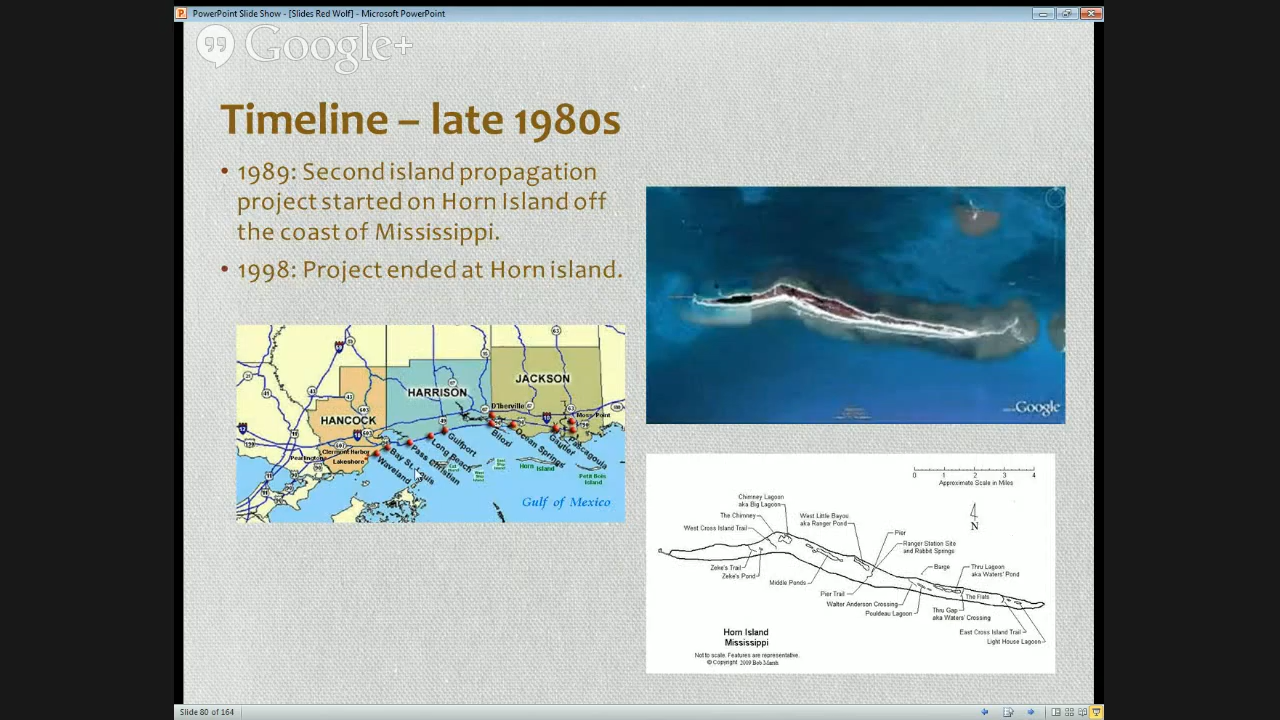 PowerPoint Slide Show - [Slides Red Wolf] - Microsoft PowerPoint
Google+
Timeline – late 1980s
• 1989: Second island propagation
project started on Horn Island off
the coast of Mississippi.
• 1998: Project ended at Horn island.
HANCOCK
HARRISON
JACKSON
D'Iberville
Moss Point
Pascagoula
Gautier
Ocean Springs
Biloxi
Gulfport
Long Beach
Pass Christian
Bay St. Louis
Waveland
Clermont Harbor
Lakeshore
Pearlington
Horn Island
Petit Bois
Island
Gulf of Mexico
Google
0 1 2 3 4
Approximate Scale in Miles
N
Chimney Lagoon
aka Big Lagoon
The Chimney
West Cross Island Trail
West Little Bayou
aka Ranger Pond
Pier
Ranger Station Site
and Rabbit Springs
Zeke's Trail
Zeke's Pond
Middle Ponds
Barge
Thru Lagoon
aka Waters' Pond
Pier Trail
The Flats
Walter Anderson Crossing
Pouldeau Lagoon
Thru Gap
aka Waters' Crossing
East Cross Island Trail
Light House Lagoon
Horn Island
Mississippi
Not to scale. Features are representative.
© Copyright 2009 Bob Marsh
Slide 80 of 164